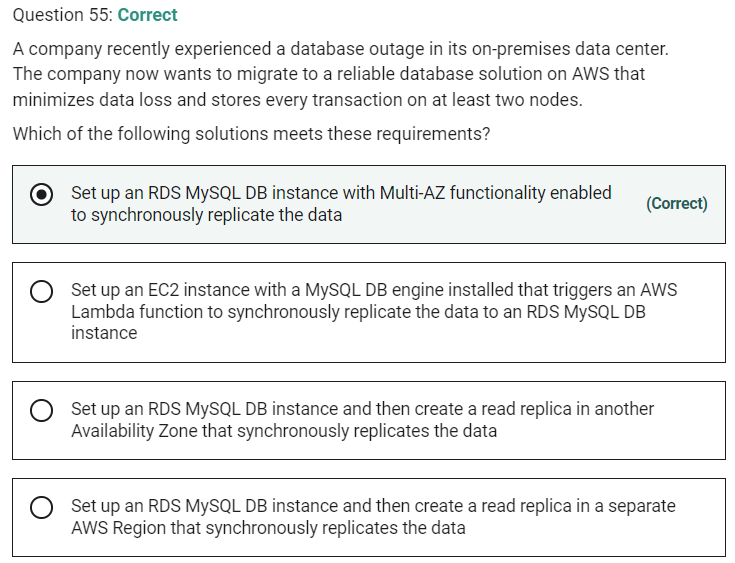 Question 55: Correct
A company recently experienced a database outage in its on-premises data center.
The company now wants to migrate to a reliable database solution on AWS that
minimizes data loss and stores every transaction on at least two nodes.
Which of the following solutions meets these requirements?
Set up an RDS MySQL DB instance with Multi-AZ functionality enabled
to synchronously replicate the data
(Correct)
Set up an EC2 instance with a MySQL DB engine installed that triggers an AWS
Lambda function to synchronously replicate the data to an RDS MySQL DB
instance
Set up an RDS MySQL DB instance and then create a read replica in another
Availability Zone that synchronously replicates the data
Set up an RDS MySQL DB instance and then create a read replica in a separate
AWS Region that synchronously replicates the data